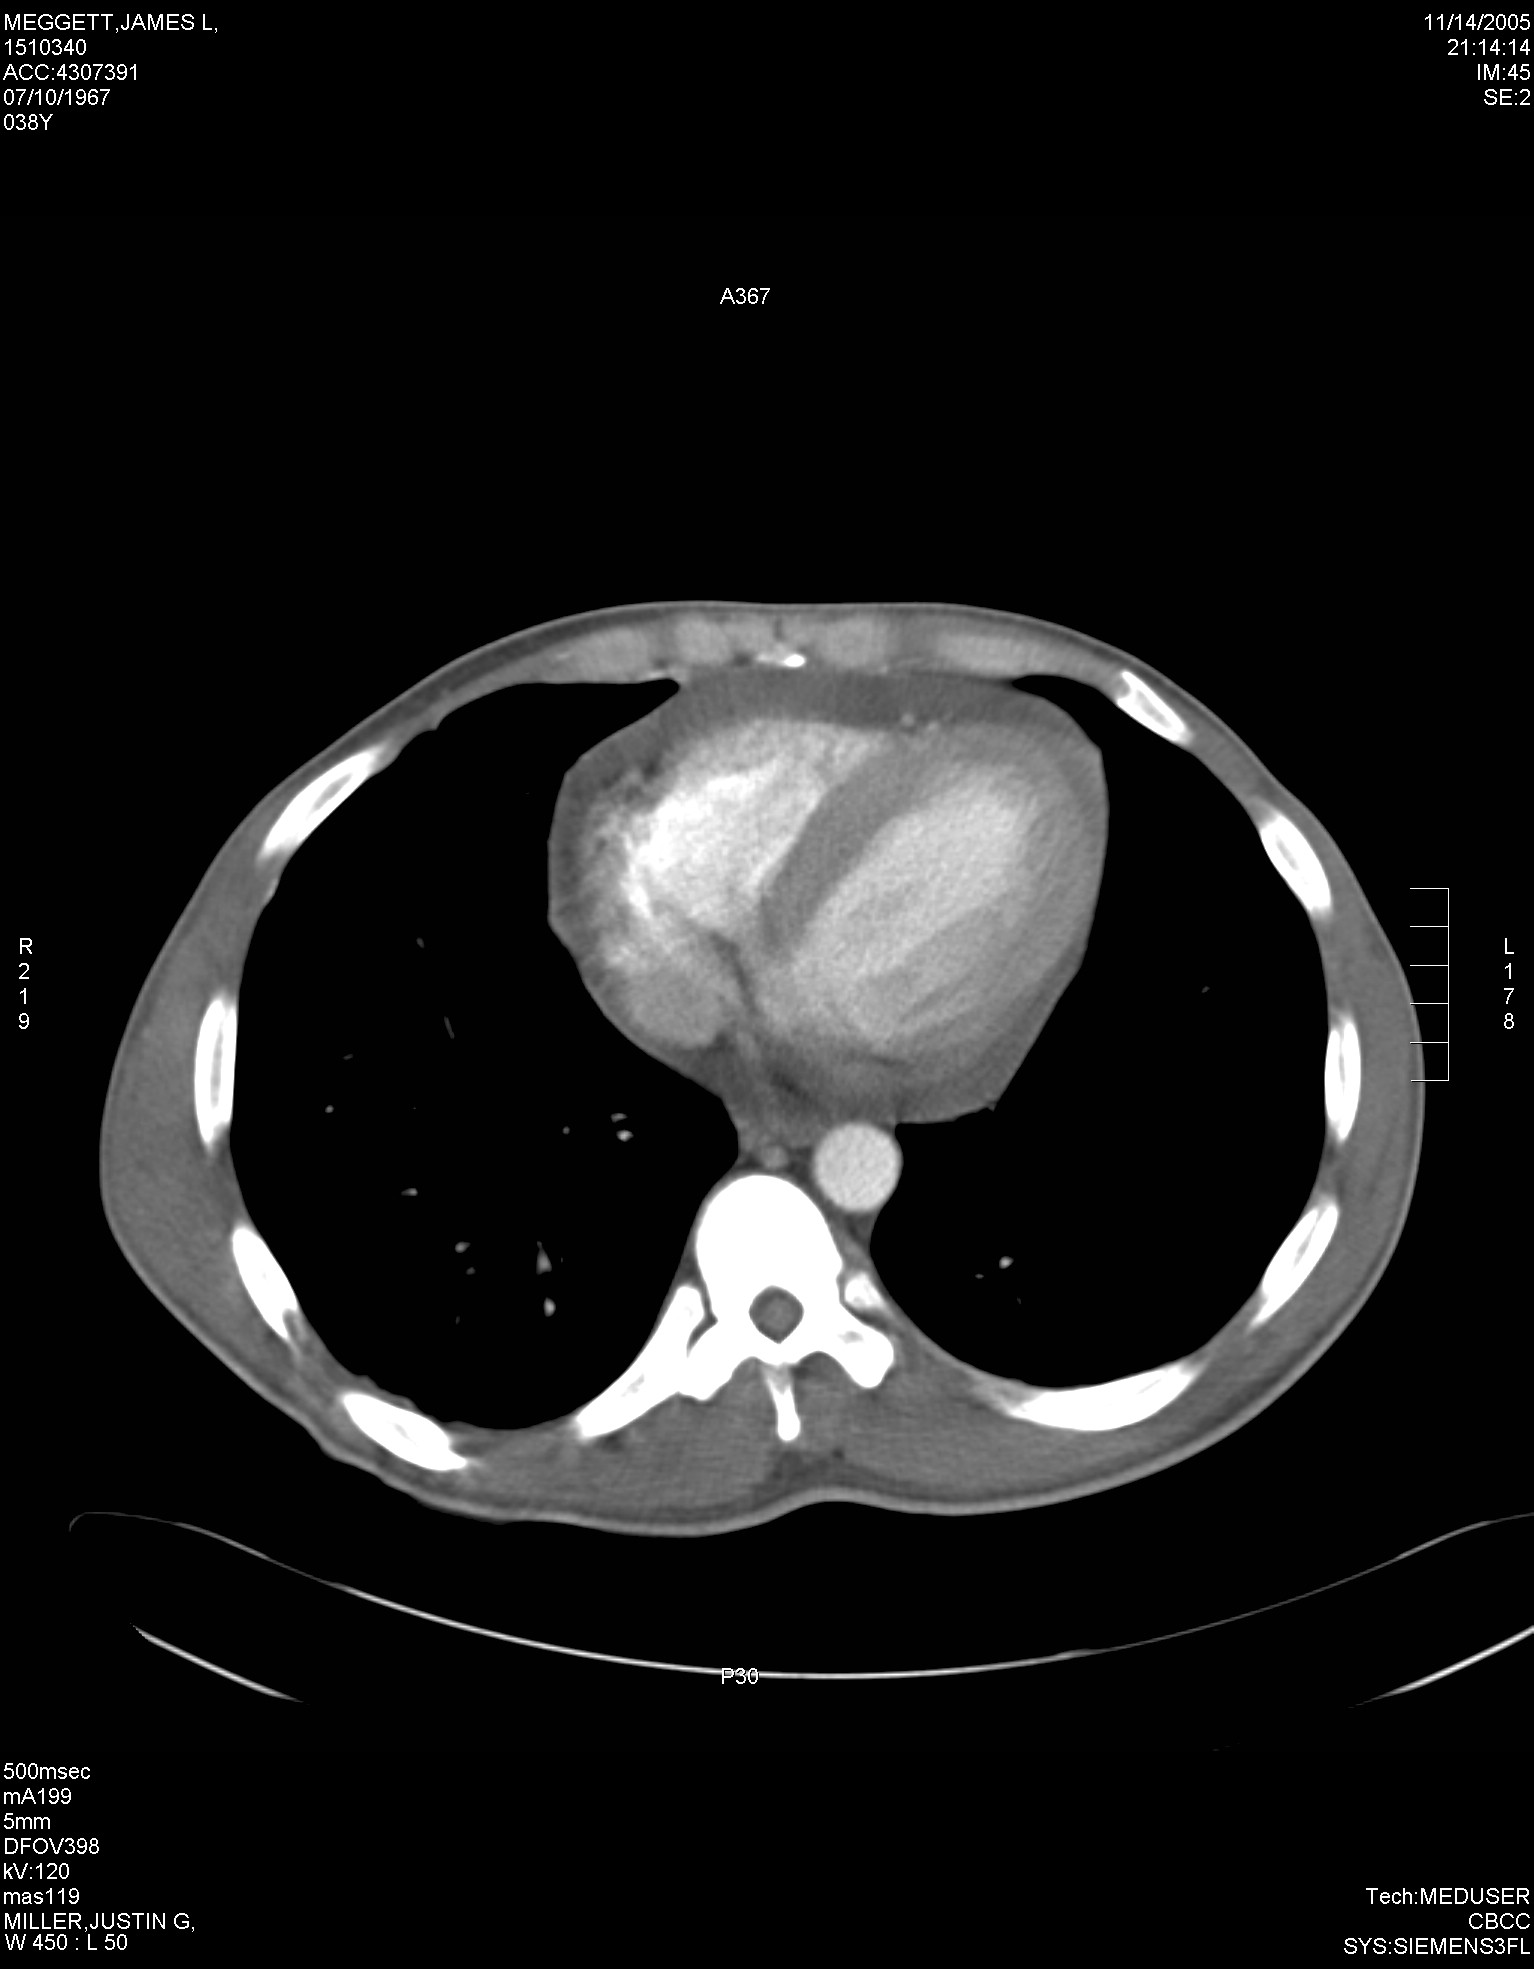 MEGGETT,JAMES L,
1510340
ACC:4307391
07/10/1967
038Y
11/14/2005
21:14:14
IM:45
SE:2
A367
R
2
1
9
L
1
7
8
P30
500msec
mA199
5mm
DFOV398
kV:120
mas119
MILLER,JUSTIN G,
W 450 : L 50
Tech:MEDUSER
CBCC
SYS:SIEMENS3FL